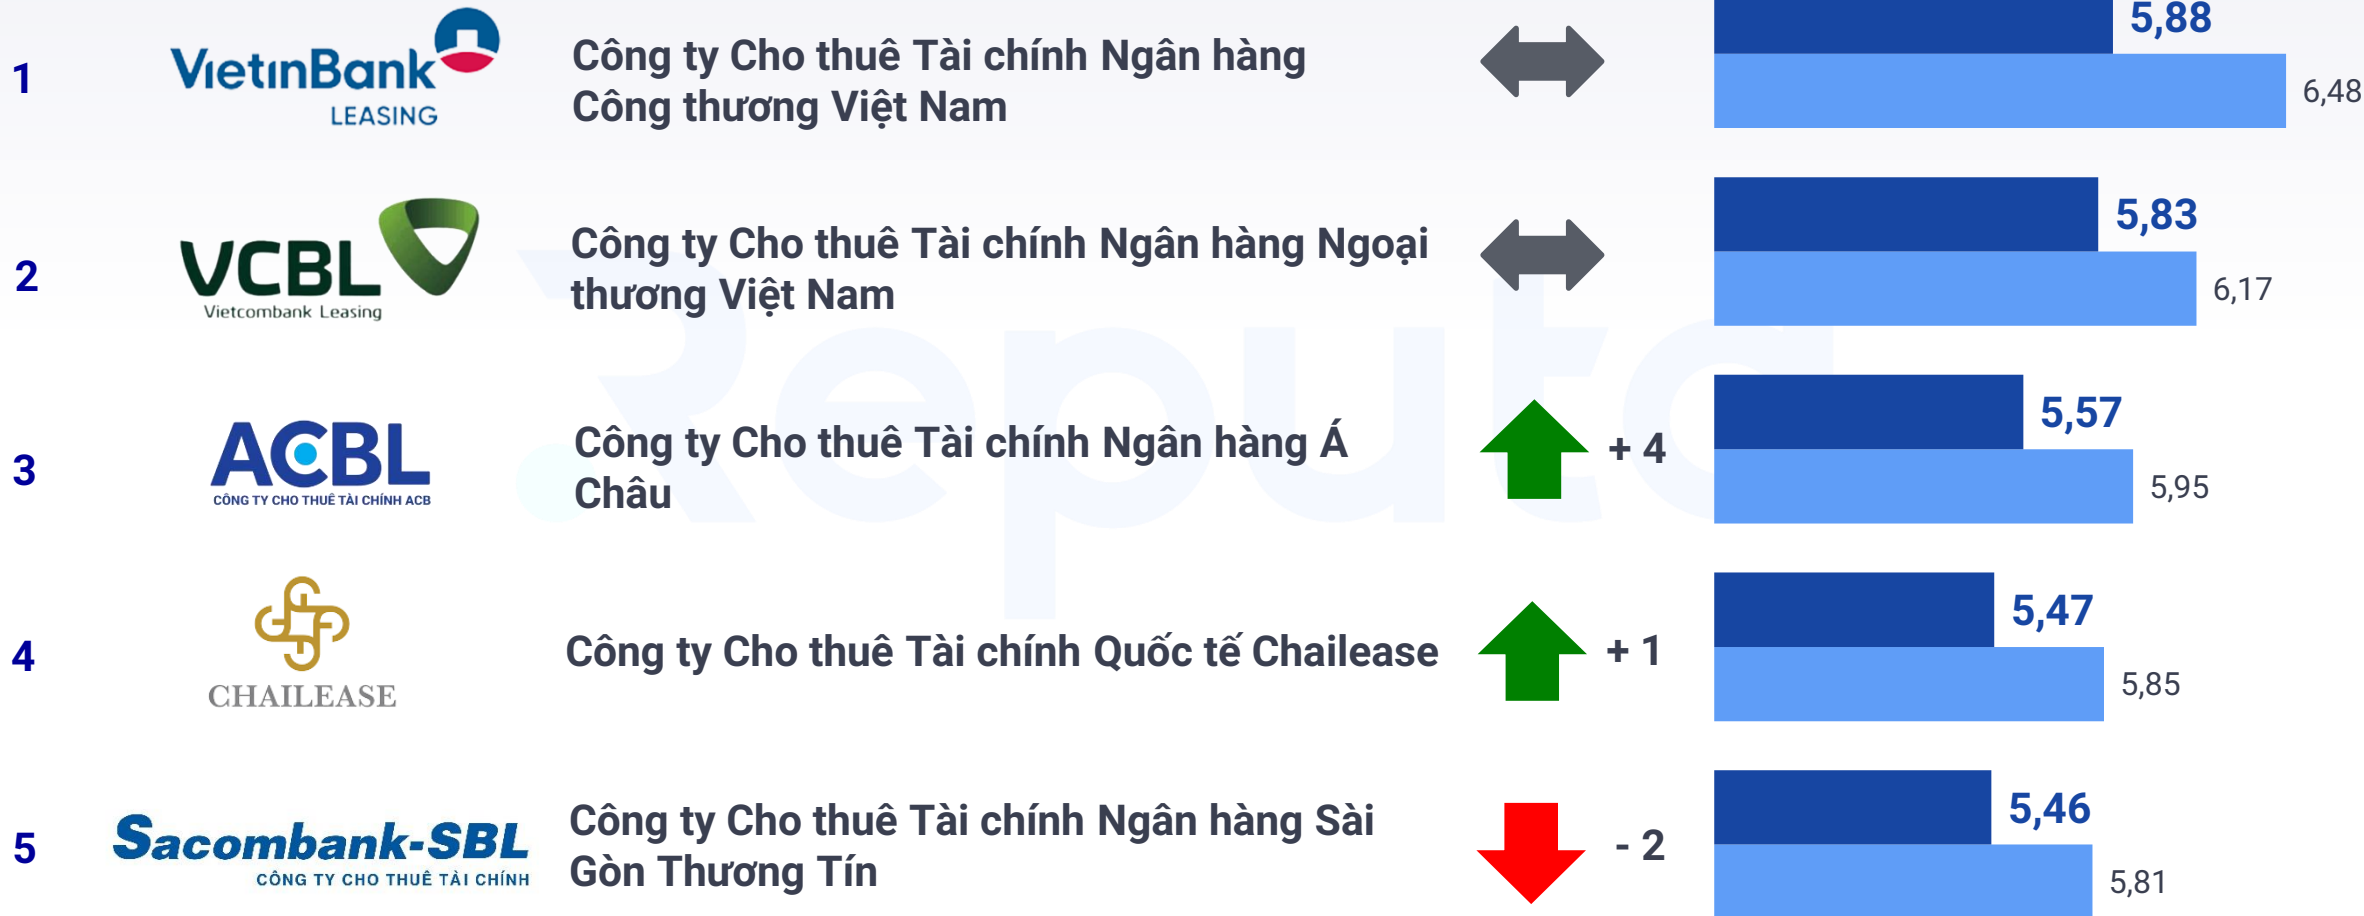 1
VietinBank
LEASING
Công ty Cho thuê Tài chính Ngân hàng
Công thương Việt Nam
5,88
6,48
2
VCBL
Vietcombank Leasing
Công ty Cho thuê Tài chính Ngân hàng Ngoại
thương Việt Nam
5,83
6,17
3
ACBL
CÔNG TY CHO THUÊ TÀI CHÍNH ACB
Công ty Cho thuê Tài chính Ngân hàng Á
Châu
+ 4
5,57
5,95
4
CHAILEASE
Công ty Cho thuê Tài chính Quốc tế Chailease
+ 1
5,47
5,85
5
Sacombank-SBL
CÔNG TY CHO THUÊ TÀI CHÍNH
Công ty Cho thuê Tài chính Ngân hàng Sài
Gòn Thương Tín
- 2
5,46
5,81
Reputa